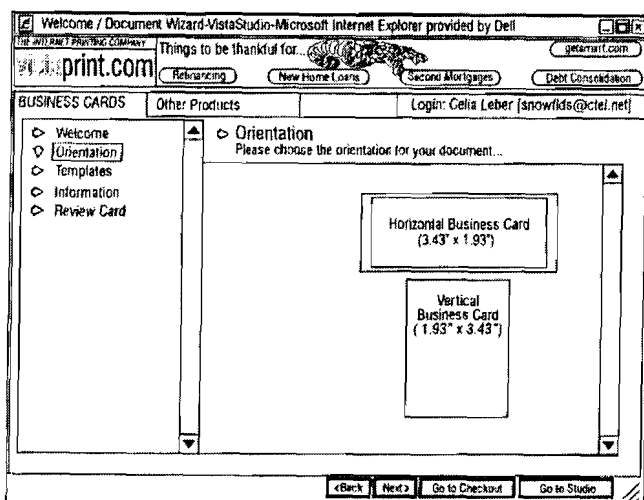 Welcome / Document Wizard-VistaStudio-Microsoft Internet Explorer provided by Dell
THE INTERNET PRINTING COMPANY
vistaprint.com
Things to be thankful for...
getsmart.com
Refinancing
New Home Loans
Second Mortgages
Debt Consolidation
BUSINESS CARDS
Other Products
Login: Celia Leber [snowflds@ctel.net]
Welcome
Orientation
Templates
Information
Review Card
Orientation
Please choose the orientation for your document...
Horizontal Business Card
(3.43" x 1.93")
Vertical
Business Card
( 1.93" x 3.43")
<Back
Next>
Go to Checkout
Go to Studio